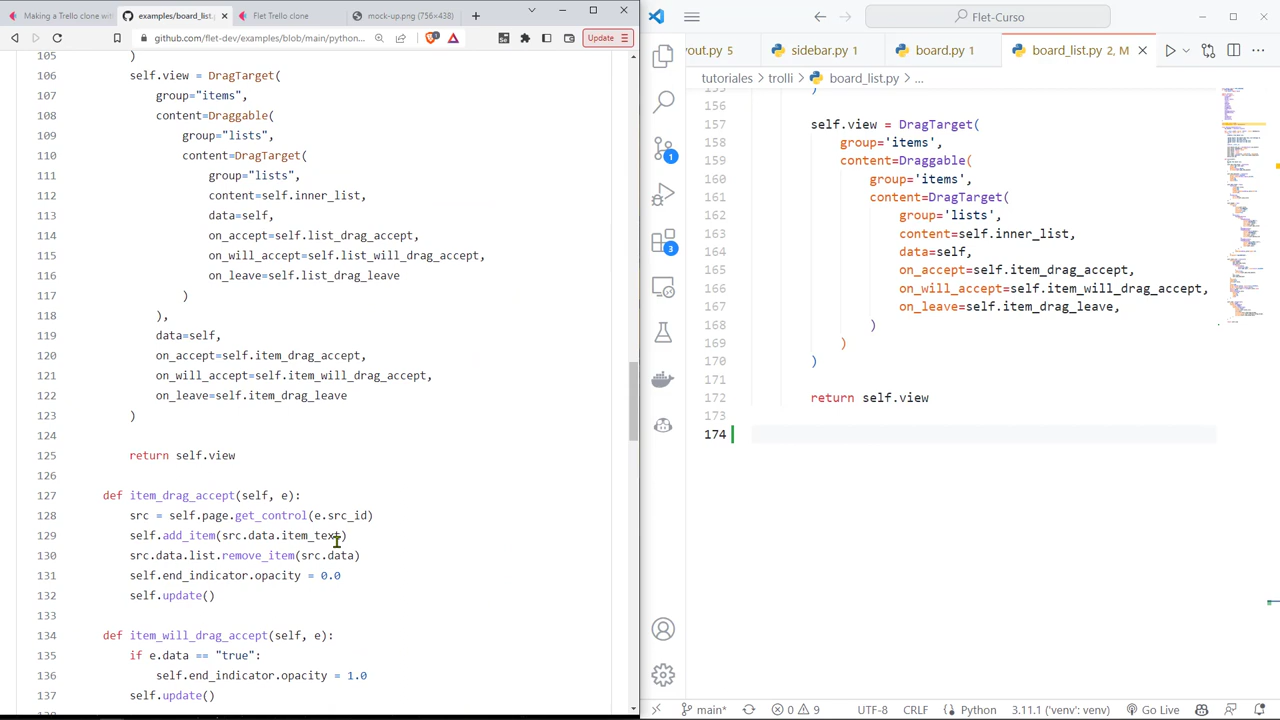 Making a Trello clone with
examples/board_list.
Trolli clone
mock-up.png (756×438)
github.com/flet-dev/examples/blob/main/python
Update
105 )
106 self.view = DragTarget(
107 group="items",
108 content=Draggable(
109 group="lists",
110 content=DragTarget(
111 group="lists",
112 content=self.inner_list,
113 data=self,
114 on_accept=self.list_drag_accept,
115 on_will_accept=self.list_will_drag_accept,
116 on_leave=self.list_drag_leave
117 )
118 ),
119 data=self,
120 on_accept=self.item_drag_accept,
121 on_will_accept=self.item_will_drag_accept,
122 on_leave=self.item_drag_leave
123 )
124
125 return self.view
126
127 def item_drag_accept(self, e):
128 src = self.page.get_control(e.src_id)
129 self.add_item(src.data.item_text)
130 src.data.list.remove_item(src.data)
131 self.end_indicator.opacity = 0.0
132 self.update()
133
134 def item_will_drag_accept(self, e):
135 if e.data == "true":
136 self.end_indicator.opacity = 1.0
137 self.update()
Flet-Curso
yout.py 5
sidebar.py 1
board.py 1
board_list.py 2, M
tutoriales > trolli > board_list.py > ...
155 )
156
157 self.view = DragTarget(
158 group='items',
159 content=Draggable(
160 group='items',
161 content=DragTarget(
162 group='lists',
163 content=self.inner_list,
164 data=self,
165 on_accept=self.item_drag_accept,
166 on_will_accept=self.item_will_drag_accept,
167 on_leave=self.item_drag_leave,
168 )
169 )
170 )
171
172 return self.view
173
174
1
3
main*
0 9
UTF-8
CRLF
Python
3.11.1 ('venv': venv)
Go Live